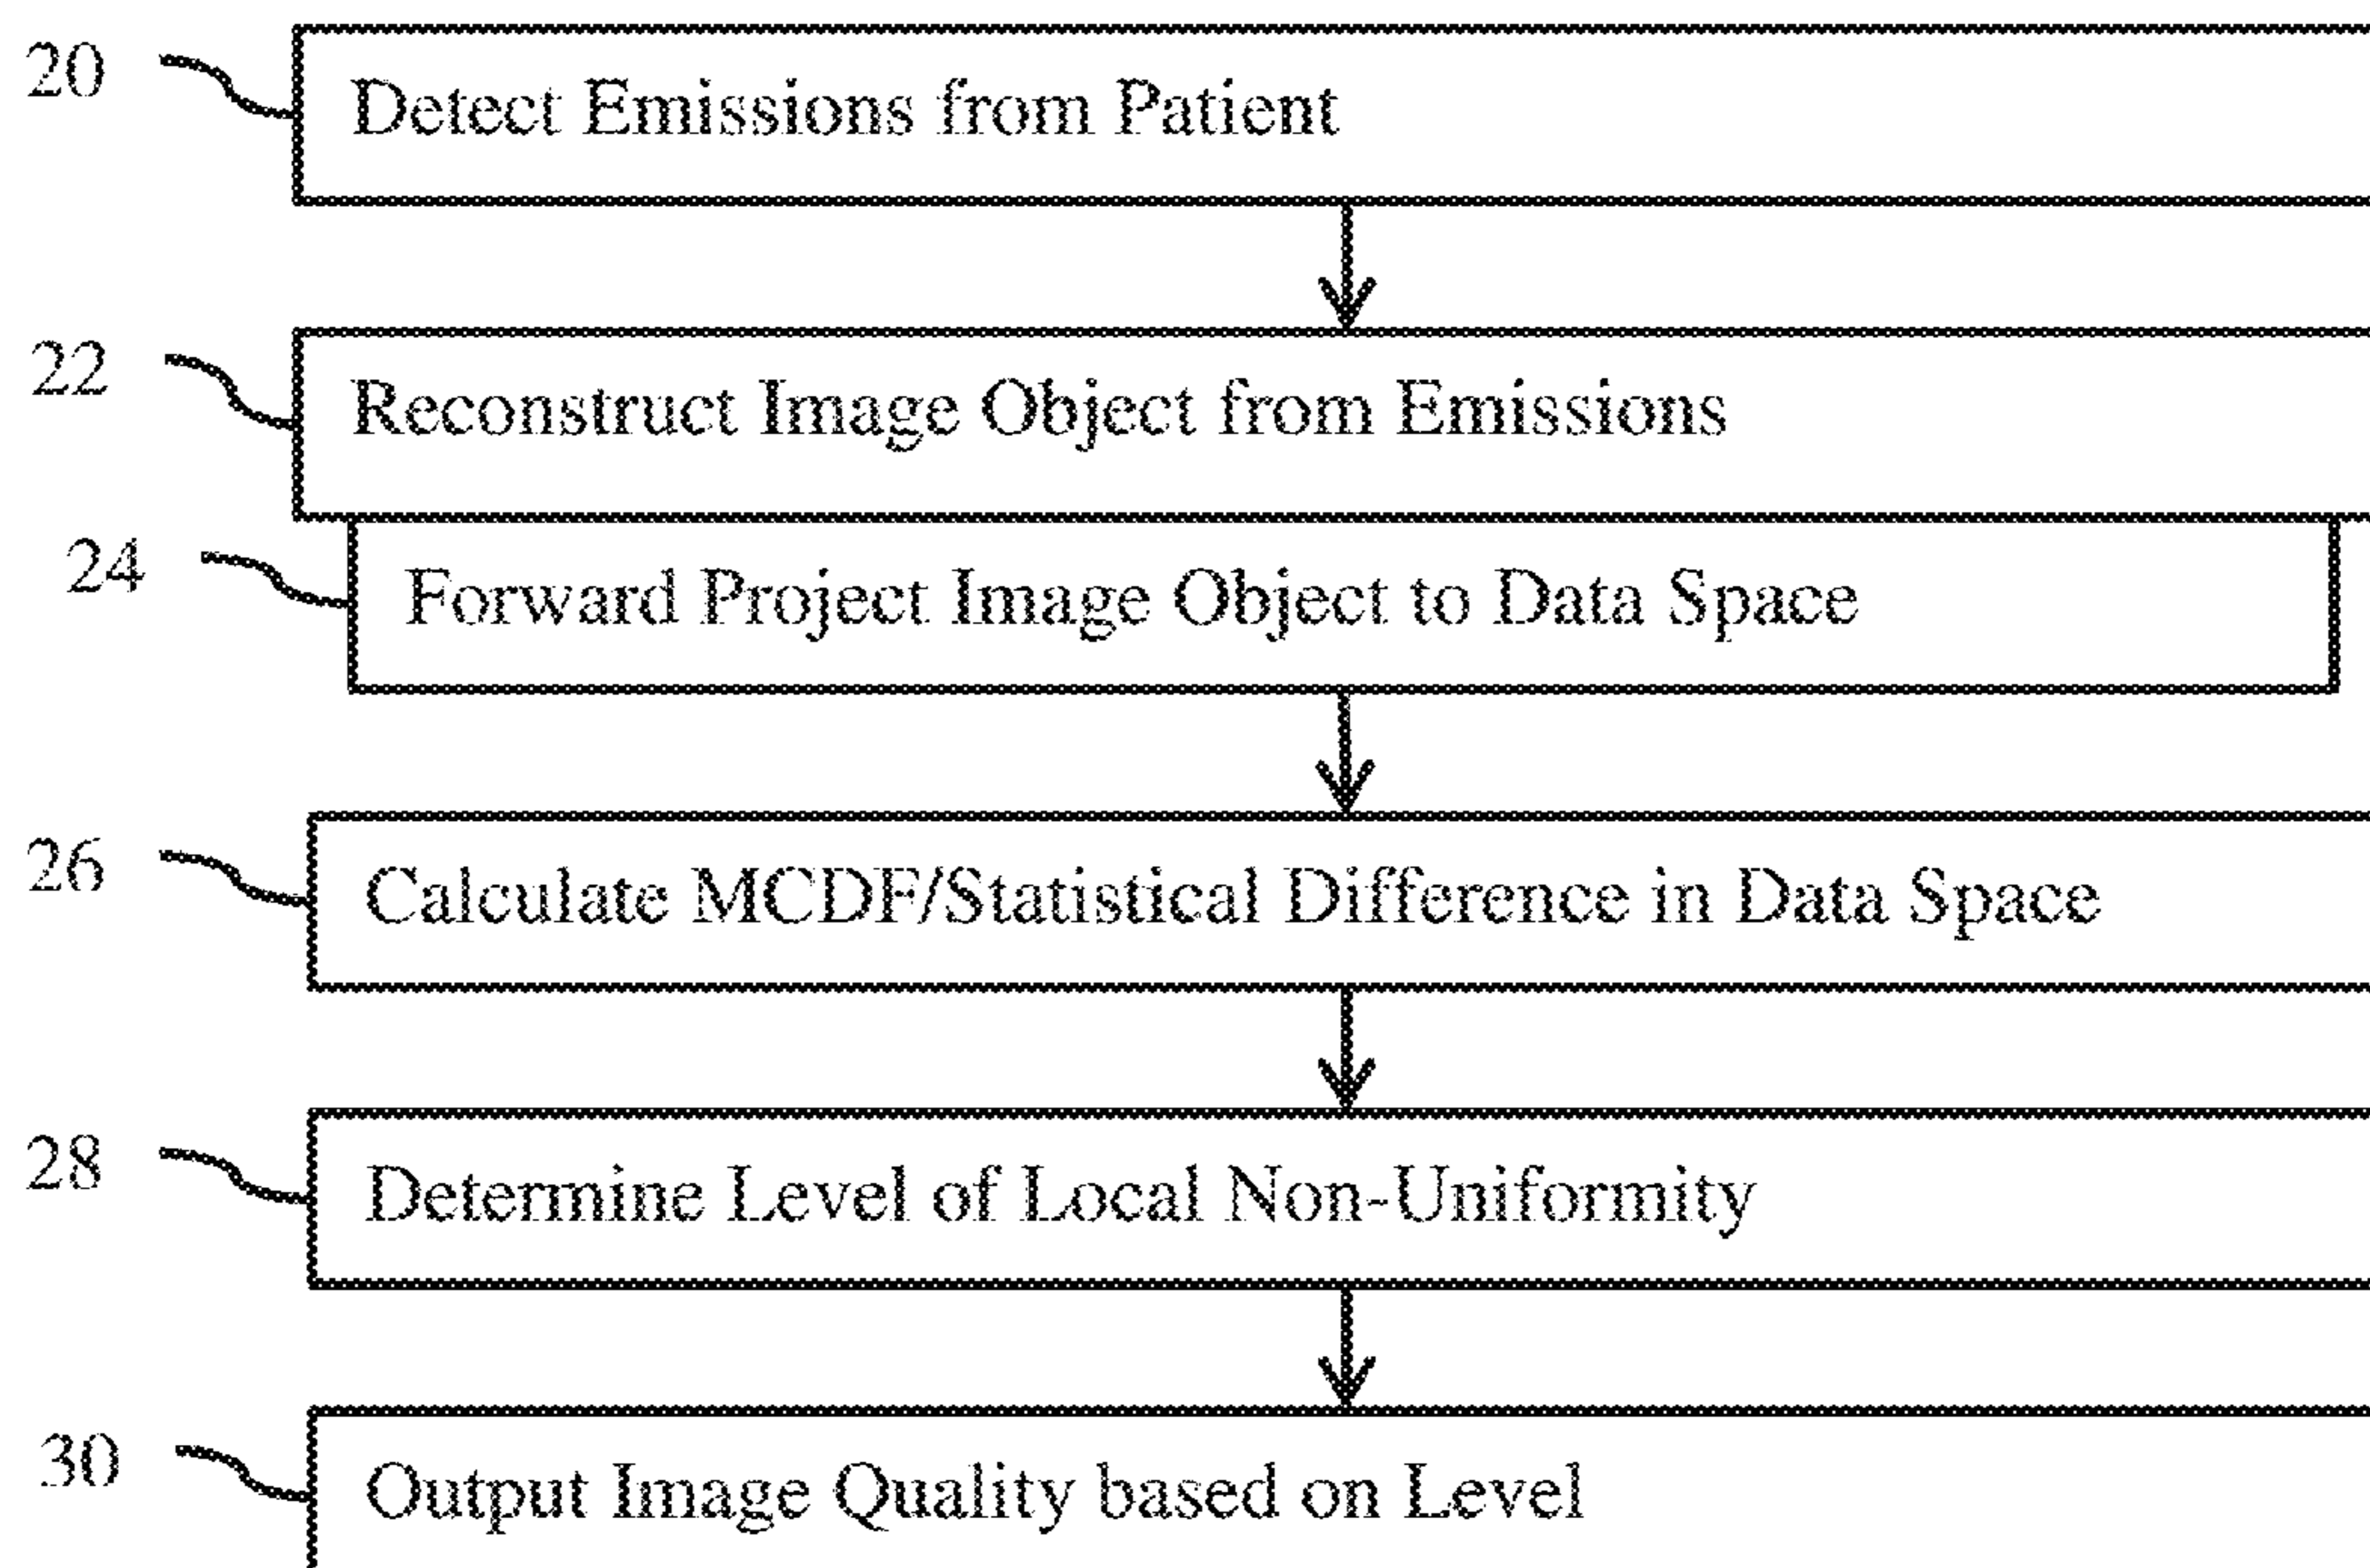 20 Detect Emissions from Patient
22 Reconstruct Image Object from Emissions
24 Forward Project Image Object to Data Space
26 Calculate MCDF/Statistical Difference in Data Space
28 Determine Level of Local Non-Uniformity
30 Output Image Quality based on Level